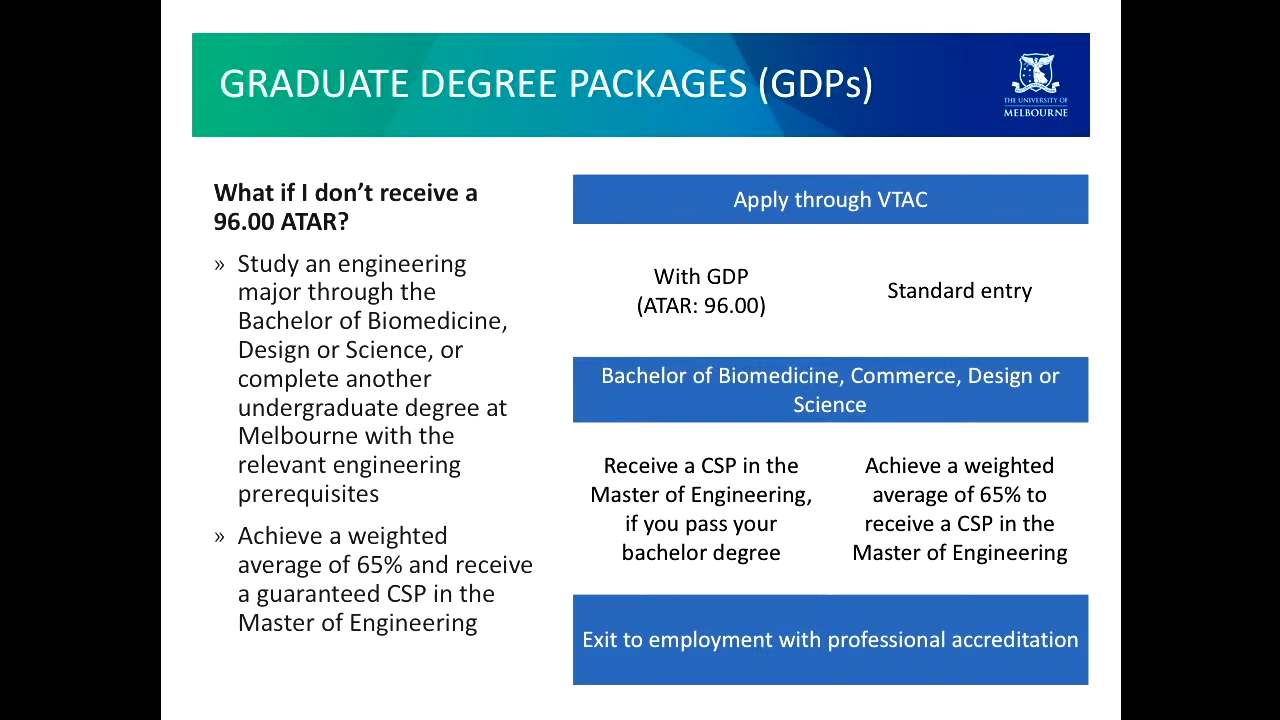 GRADUATE DEGREE PACKAGES (GDPs)
THE UNIVERSITY OF
MELBOURNE
What if I don’t receive a
96.00 ATAR?
» Study an engineering
major through the
Bachelor of Biomedicine,
Design or Science, or
complete another
undergraduate degree at
Melbourne with the
relevant engineering
prerequisites
» Achieve a weighted
average of 65% and receive
a guaranteed CSP in the
Master of Engineering
Apply through VTAC
With GDP
(ATAR: 96.00)
Standard entry
Bachelor of Biomedicine, Commerce, Design or
Science
Receive a CSP in the
Master of Engineering,
if you pass your
bachelor degree
Achieve a weighted
average of 65% to
receive a CSP in the
Master of Engineering
Exit to employment with professional accreditation